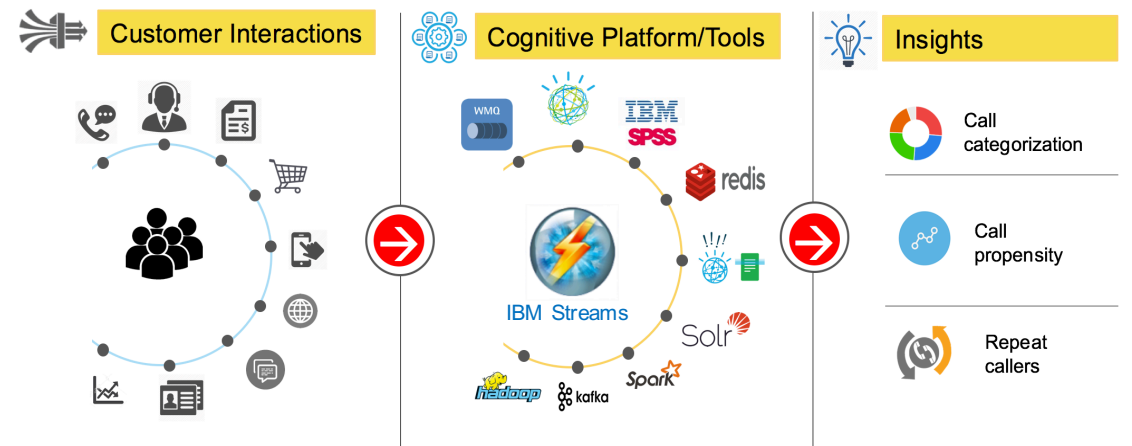 Customer Interactions
Cognitive Platform/Tools
Insights
WMQ
IBM
SPSS
redis
IBM Streams
Solr
Spark
hadoop
kafka
Call
categorization
Call
propensity
Repeat
callers